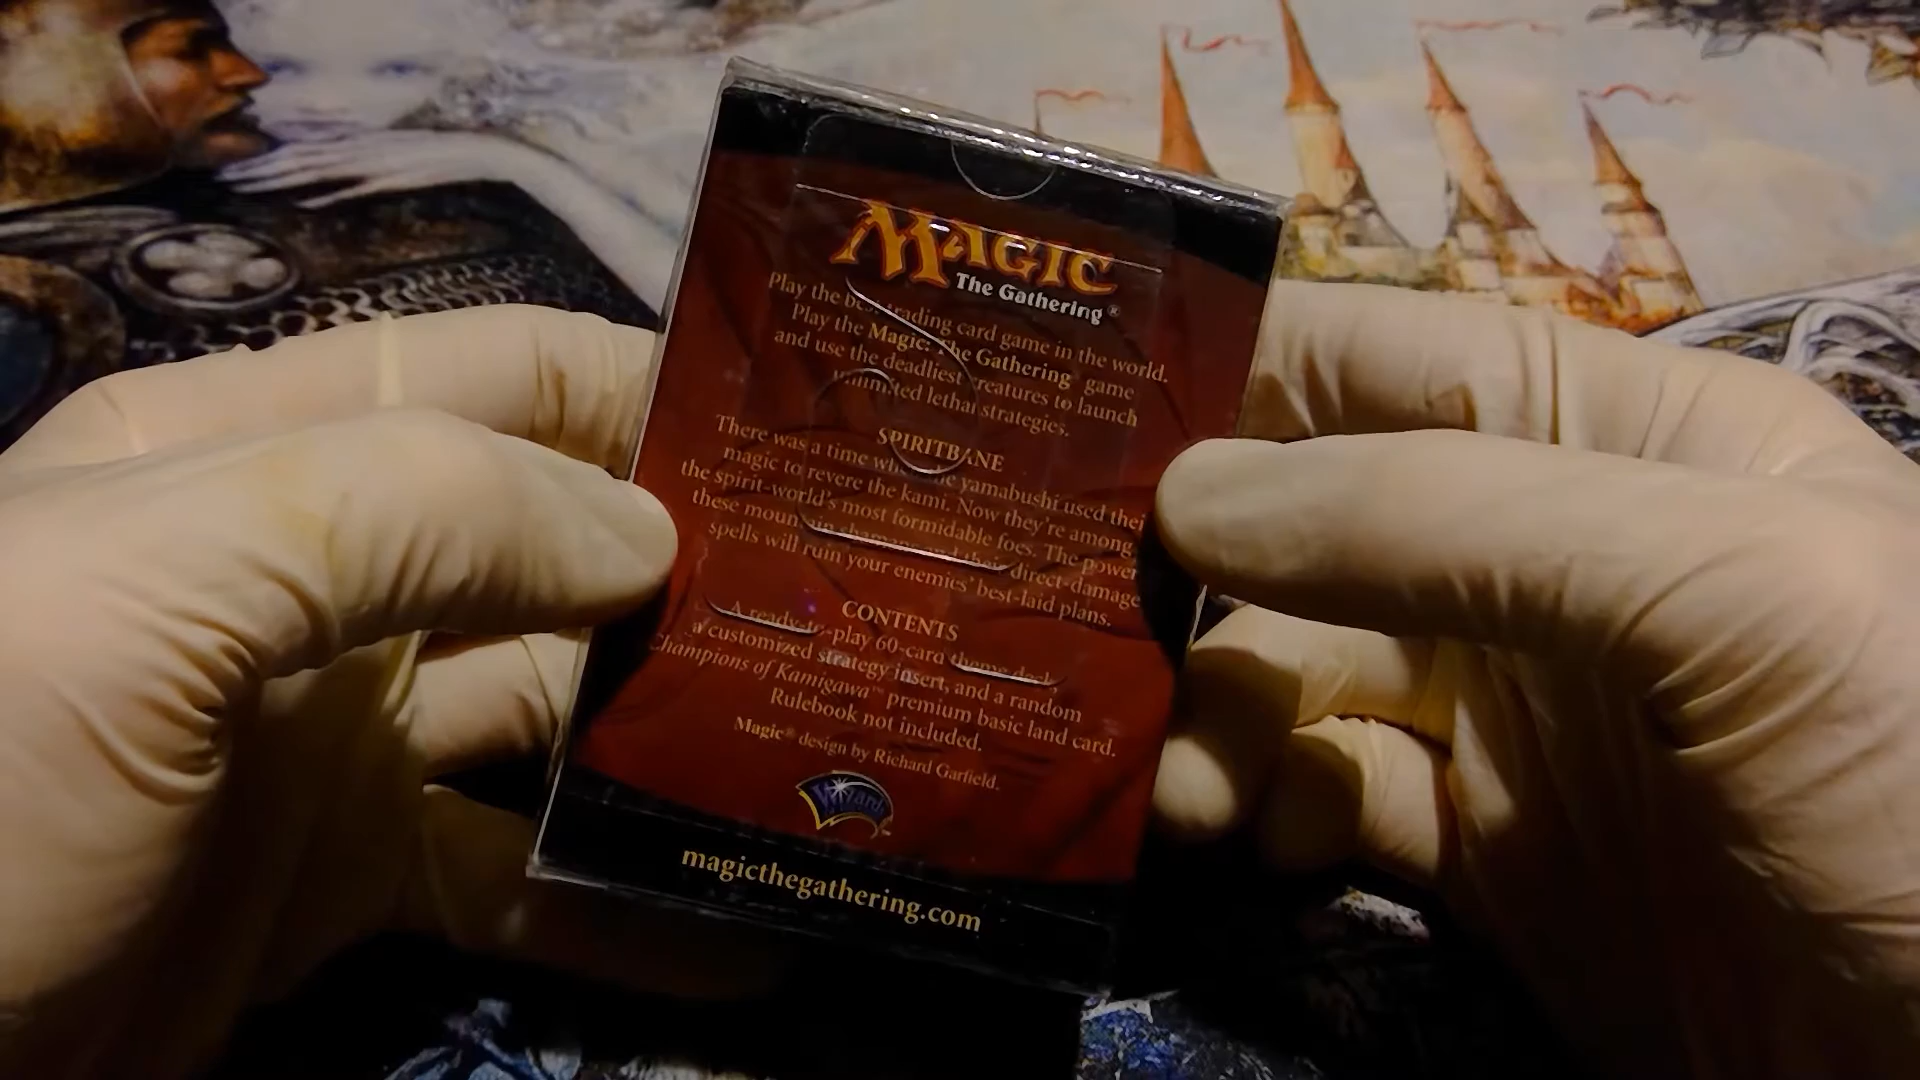 MAGIC
The Gathering®
Play the best trading card game in the world.
Play the Magic: The Gathering® game
and use the deadliest creatures to launch
unlimited lethal strategies.
SPIRITBANE
There was a time when the yamabushi used thei
magic to revere the kami. Now they're among
the spirit-world's most formidable foes. The power
these mountain shamans and their direct-damage
spells will ruin your enemies' best-laid plans.
CONTENTS
A ready-to-play 60-card theme deck,
a customized strategy insert, and a random
Champions of Kamigawa™ premium basic land card.
Rulebook not included.
Magic® design by Richard Garfield.
Wizards
magicthegathering.com